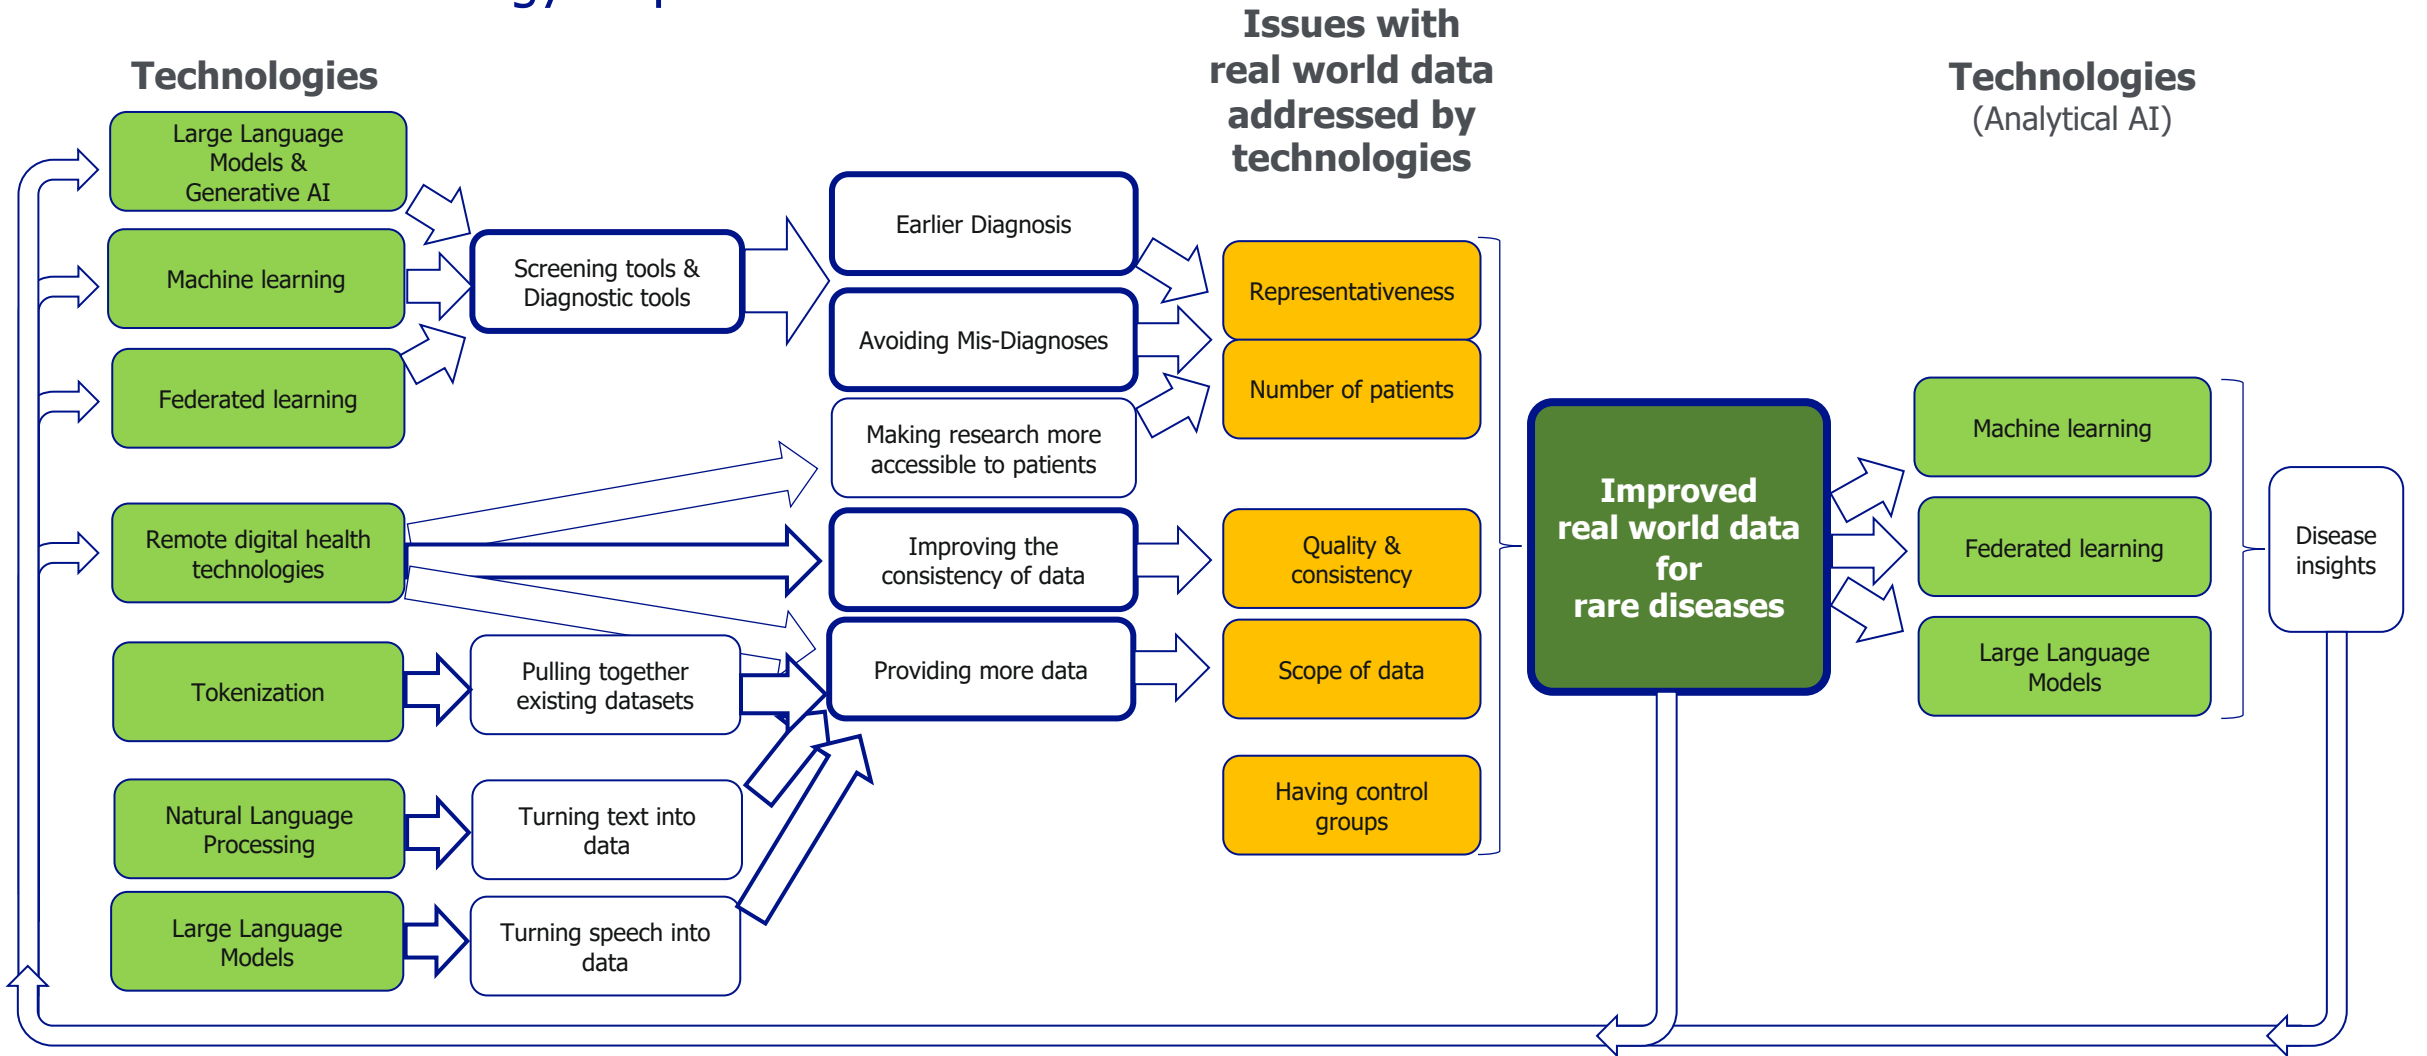 Issues with
real world data
addressed by
technologies
Technologies
Technologies
(Analytical AI)
Large Language
Models &
Generative AI
Machine learning
Federated learning
Remote digital health
technologies
Tokenization
Natural Language
Processing
Large Language
Models
Screening tools &
Diagnostic tools
Pulling together
existing datasets
Turning text into
data
Turning speech into
data
Earlier Diagnosis
Avoiding Mis-Diagnoses
Making research more
accessible to patients
Improving the
consistency of data
Providing more data
Representativeness
Number of patients
Quality &
consistency
Scope of data
Having control
groups
Improved
real world data
for
rare diseases
Machine learning
Federated learning
Large Language
Models
Disease
insights